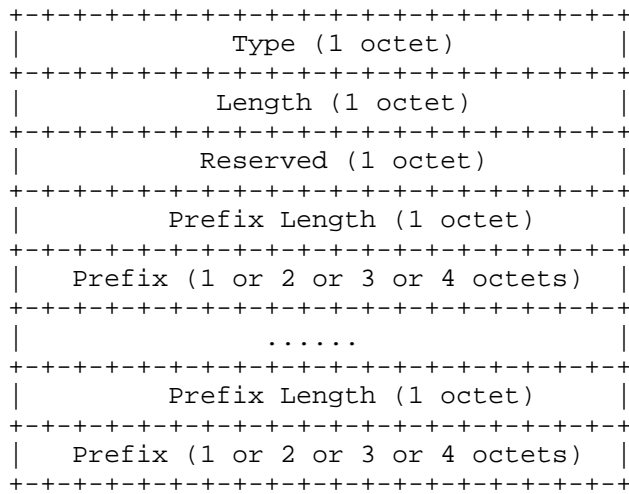 +-+-+-+-+-+-+-+-+-+-+-+-+-+-+-+-+-+-+-+
|             Type (1 octet)          |
+-+-+-+-+-+-+-+-+-+-+-+-+-+-+-+-+-+-+-+
|            Length (1 octet)         |
+-+-+-+-+-+-+-+-+-+-+-+-+-+-+-+-+-+-+-+
|           Reserved (1 octet)        |
+-+-+-+-+-+-+-+-+-+-+-+-+-+-+-+-+-+-+-+
|         Prefix Length (1 octet)     |
+-+-+-+-+-+-+-+-+-+-+-+-+-+-+-+-+-+-+-+
|   Prefix (1 or 2 or 3 or 4 octets)  |
+-+-+-+-+-+-+-+-+-+-+-+-+-+-+-+-+-+-+-+
|               ......                |
+-+-+-+-+-+-+-+-+-+-+-+-+-+-+-+-+-+-+-+
|         Prefix Length (1 octet)     |
+-+-+-+-+-+-+-+-+-+-+-+-+-+-+-+-+-+-+-+
|   Prefix (1 or 2 or 3 or 4 octets)  |
+-+-+-+-+-+-+-+-+-+-+-+-+-+-+-+-+-+-+-+